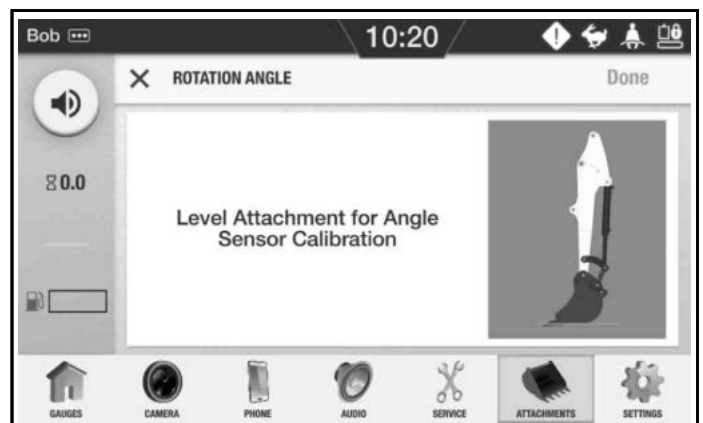 Bob
10:20
ROTATION ANGLE
Done
0.0
Level Attachment for Angle
Sensor Calibration
GAUGES
CAMERA
PHONE
AUDIO
SERVICE
ATTACHMENTS
SETTINGS